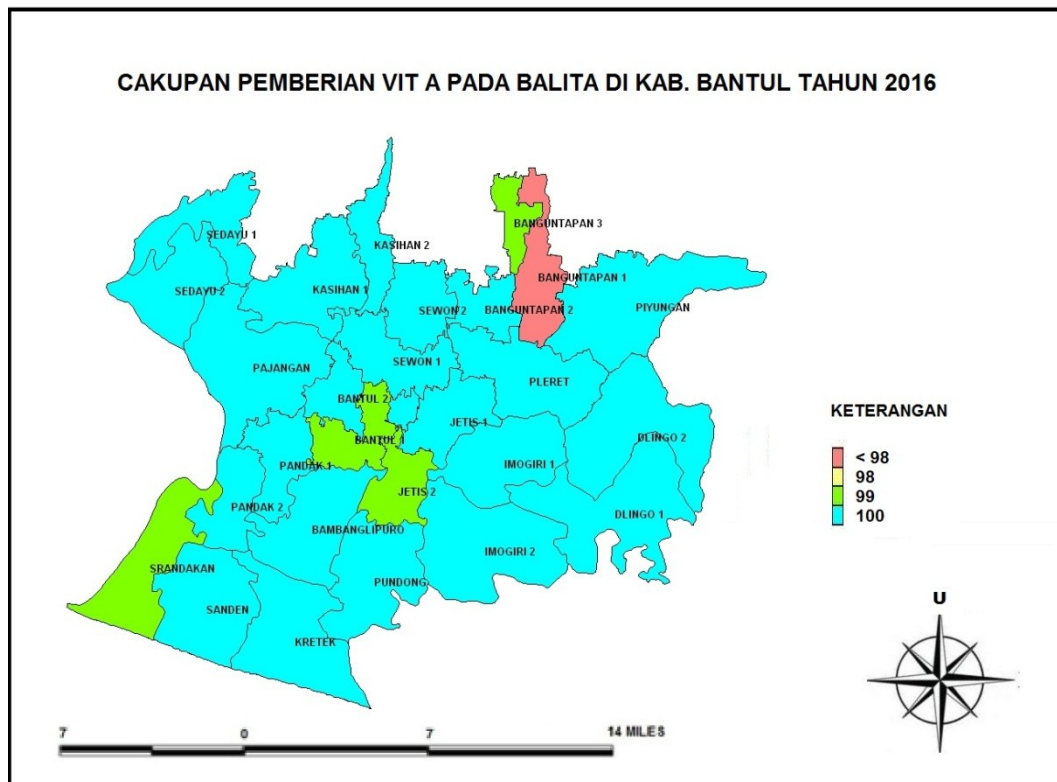 CAKUPAN PEMBERIAN VIT A PADA BALITA DI KAB. BANTUL TAHUN 2016
BANGUNTAPAN 3
SEDAYU 1
KASIHAN 2
BANGUNTAPAN 1
SEDAYU 2
KASIHAN 1
SEWON 2
BANGUNTAPAN 2
PIYUNGAN
SEWON 1
PAJANGAN
PLERET
BANTUL 2
JETIS 1
BANTUL 1
DLINGO 2
PANDAK 1
IMOGIRI 1
JETIS 2
PANDAK 2
DLINGO 1
BAMBANGLIPURO
IMOGIRI 2
SRANDAKAN
PUNDONG
SANDEN
KRETEK
KETERANGAN
< 98
98
99
100
U
7 0 7 14 MILES